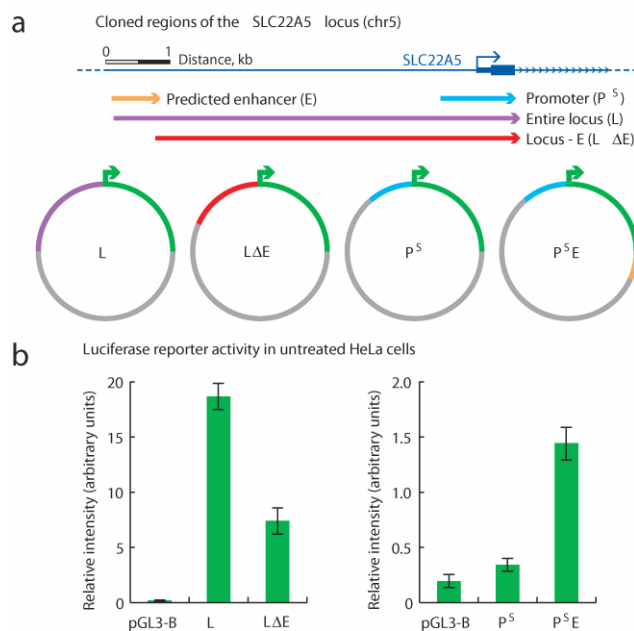 a
Cloned regions of the SLC22A5 locus (chr5)
0 1
Distance, kb
SLC22A5
Predicted enhancer (E)
Promoter (P S)
Entire locus (L)
Locus - E (L ΔE)
L
LΔE
P S
P S E
b
Luciferase reporter activity in untreated HeLa cells
Relative intensity (arbitrary units)
20
15
10
5
0
pGL3-B L LΔE
Relative intensity (arbitrary units)
2.0
1.5
1.0
0.5
0
pGL3-B P S P S E